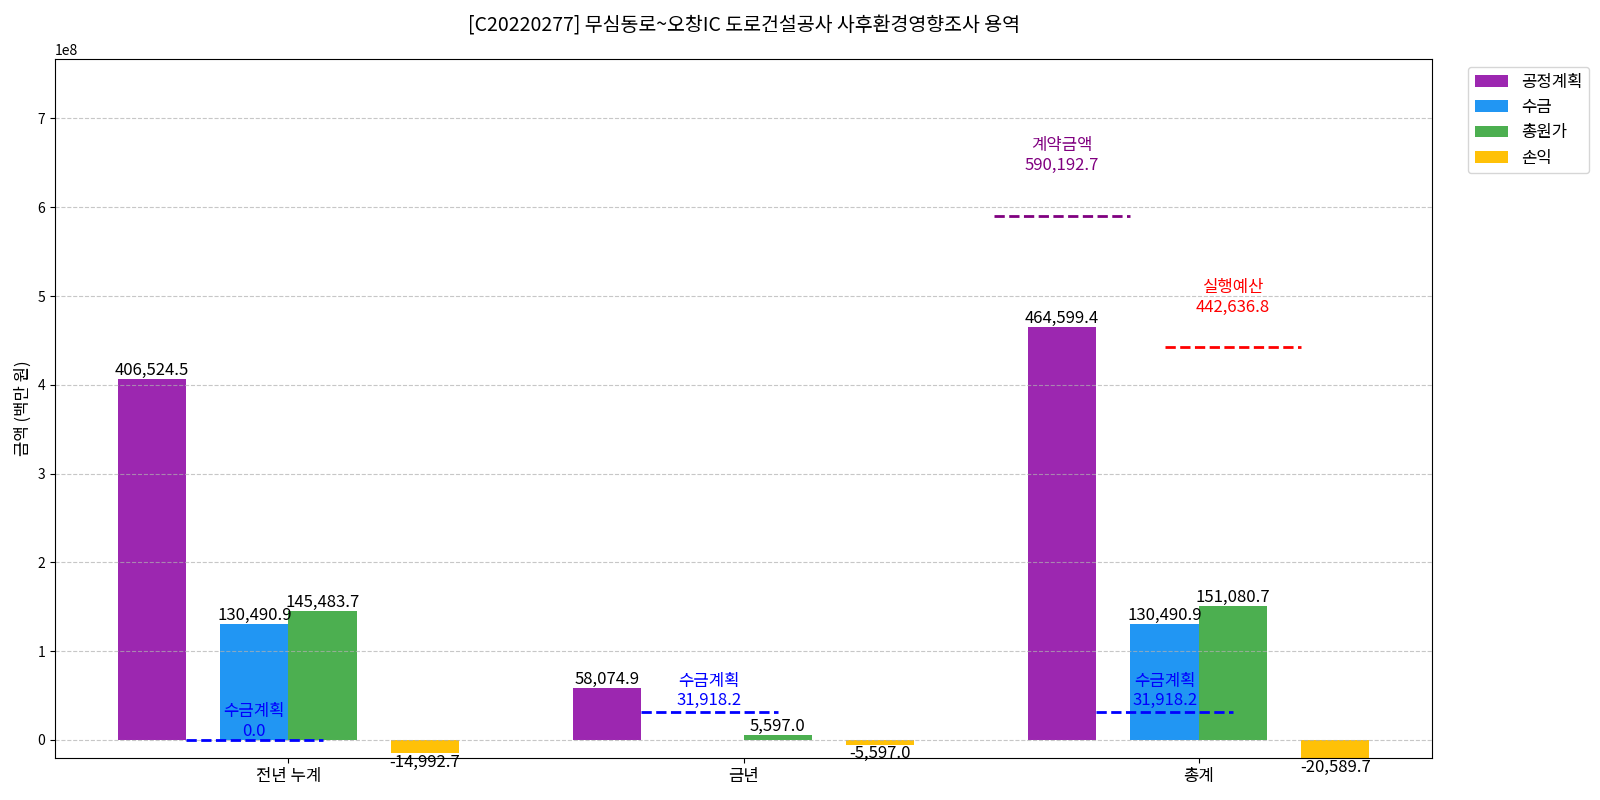 [C20220277] 무심동로~오창IC 도로건설공사 사후환경영향조사 용역
1e8
금액 (백만 원)
7
6
5
4
3
2
1
0
공정계획
수금
총원가
손익
계약금액
590,192.7
실행예산
442,636.8
464,599.4
406,524.5
130,490.9
145,483.7
수금계획
0.0
-14,992.7
58,074.9
수금계획
31,918.2
5,597.0
-5,597.0
130,490.9
151,080.7
수금계획
31,918.2
-20,589.7
전년 누계
금년
총계